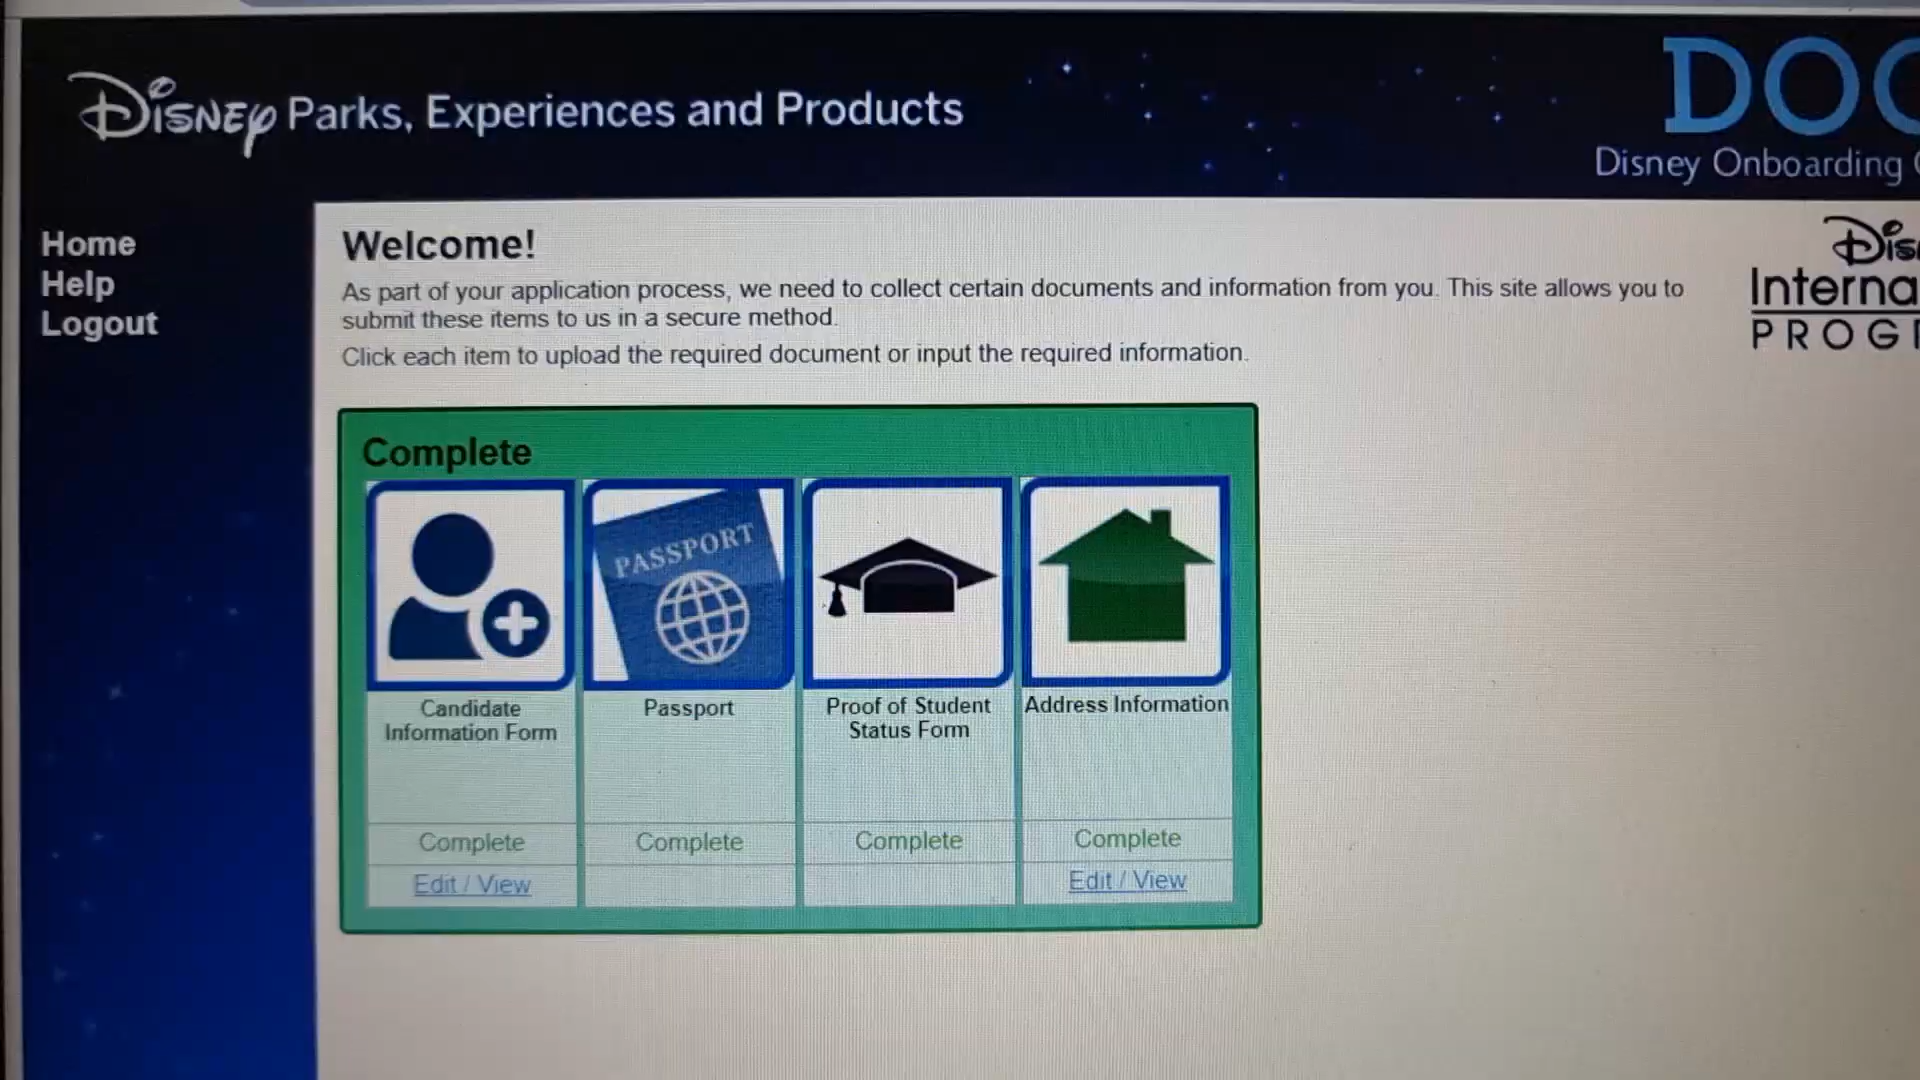 Disney Parks, Experiences and Products
DOC
Disney Onboarding
Home
Help
Logout
Welcome!
As part of your application process, we need to collect certain documents and information from you. This site allows you to
submit these items to us in a secure method.
Click each item to upload the required document or input the required information.
Complete
PASSPORT
Candidate
Information Form
Passport
Proof of Student
Status Form
Address Information
Complete
Complete
Complete
Complete
Edit / View
Edit / View
Dis
Interna
PROG